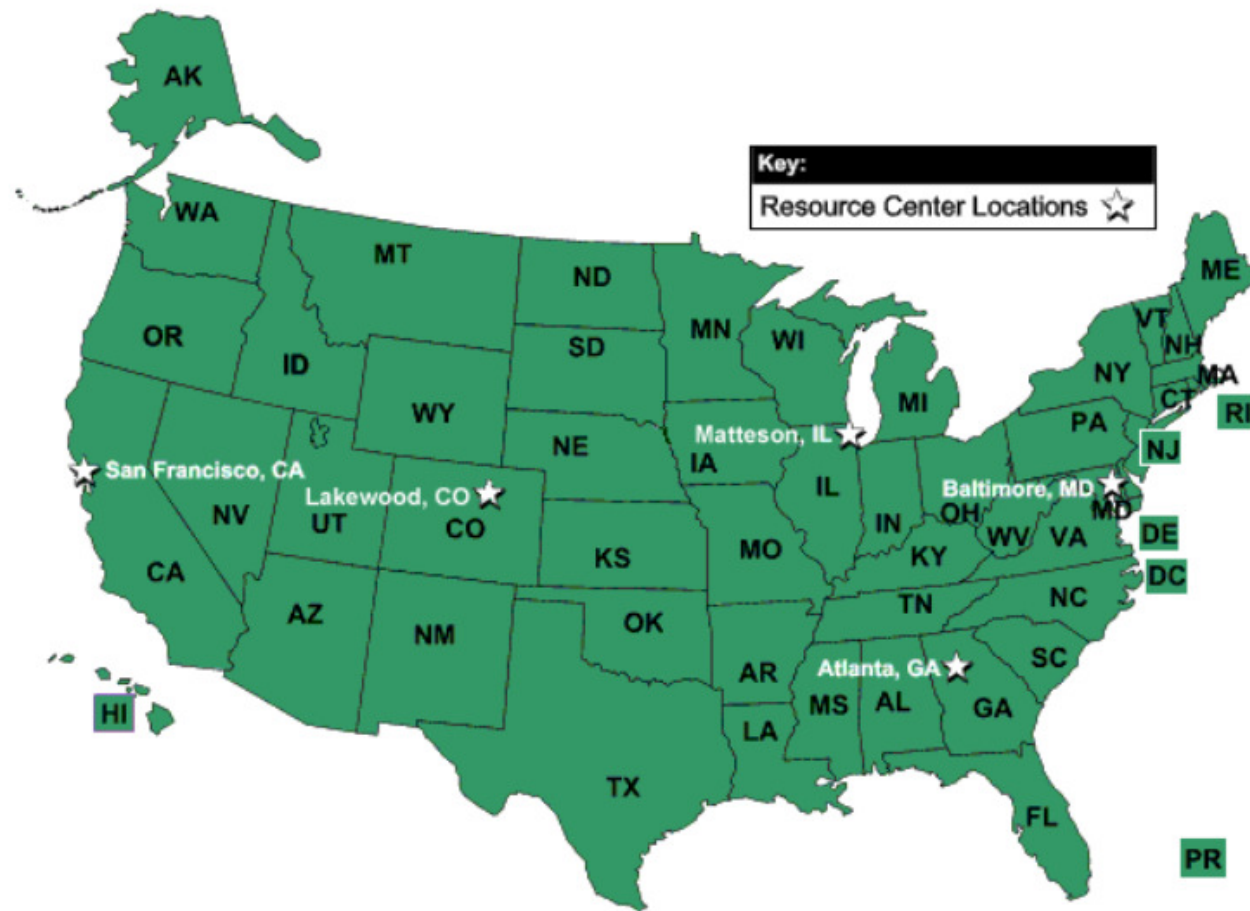 AK
Key:
Resource Center Locations
WA
MT
ND
MN
ME
VT
NH
OR
ID
SD
WI
NY
MA
WY
MI
CT
RI
NE
Matteson, IL
IA
PA
NJ
San Francisco, CA
Lakewood, CO
NV
UT
CO
IL
IN
OH
Baltimore, MD
MD
WV
VA
DE
CA
KS
MO
KY
DC
AZ
NM
OK
TN
NC
AR
Atlanta, GA
SC
HI
MS
AL
GA
LA
TX
FL
PR